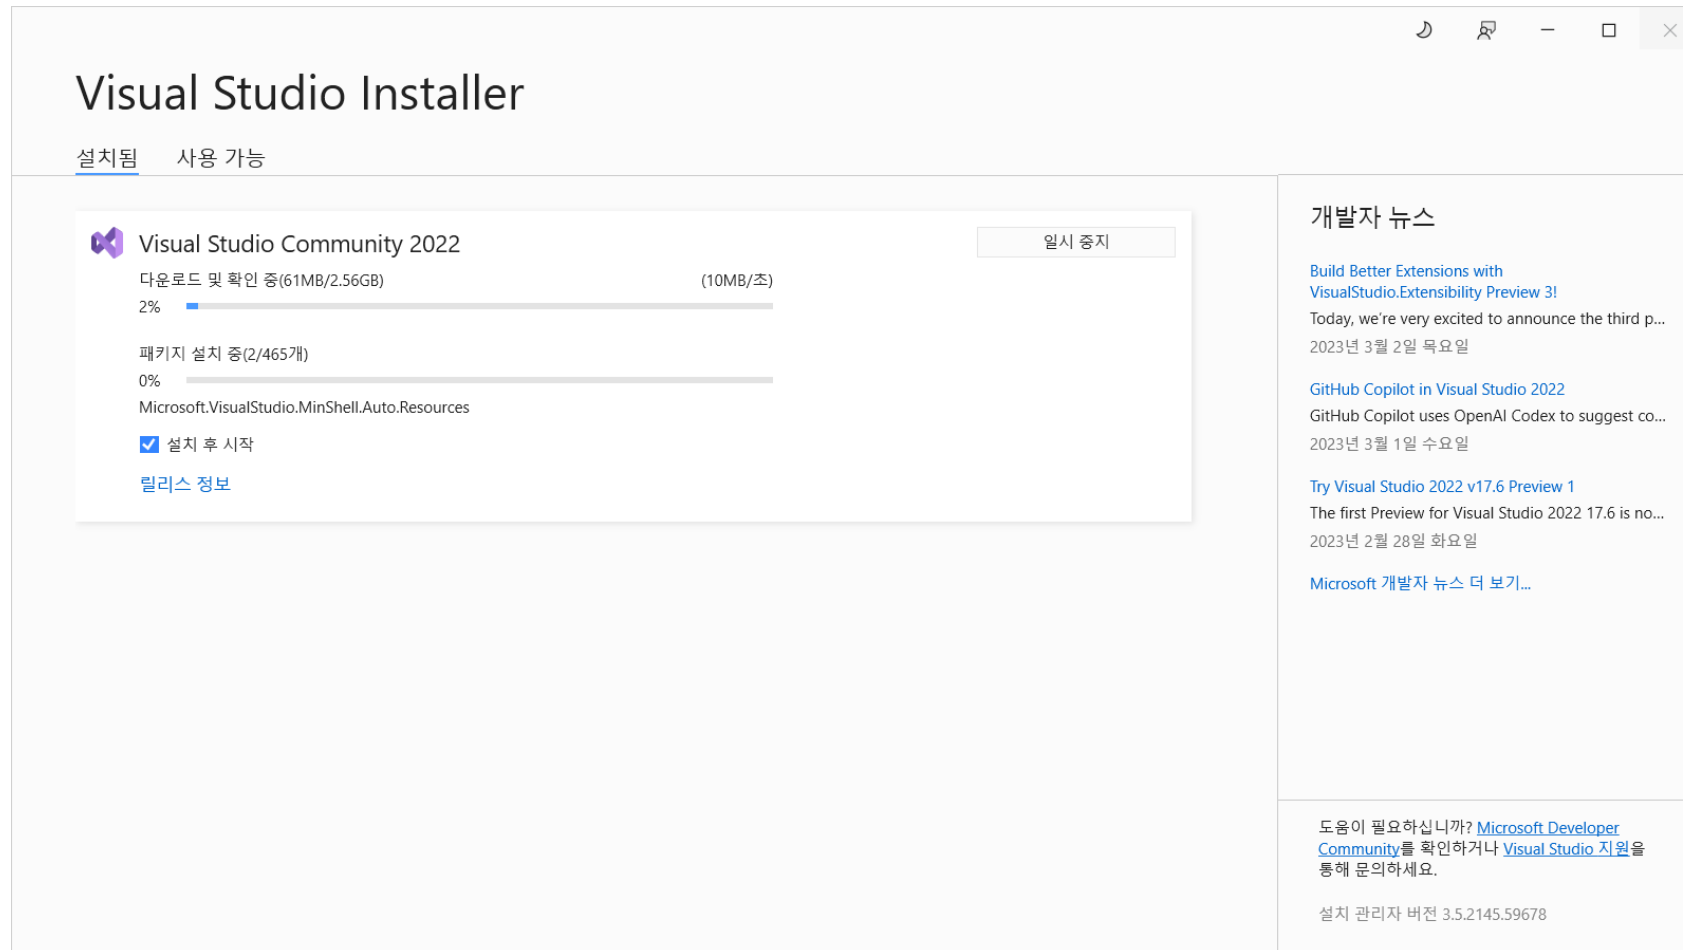 Visual Studio Installer
설치됨 사용 가능
Visual Studio Community 2022
일시 중지
다운로드 및 확인 중(61MB/2.56GB) (10MB/초)
2%
패키지 설치 중(2/465개)
0%
Microsoft.VisualStudio.MinShell.Auto.Resources
설치 후 시작
릴리스 정보
개발자 뉴스
Build Better Extensions with
VisualStudio.Extensibility Preview 3!
Today, we're very excited to announce the third p...
2023년 3월 2일 목요일
GitHub Copilot in Visual Studio 2022
GitHub Copilot uses OpenAI Codex to suggest co...
2023년 3월 1일 수요일
Try Visual Studio 2022 v17.6 Preview 1
The first Preview for Visual Studio 2022 17.6 is no...
2023년 2월 28일 화요일
Microsoft 개발자 뉴스 더 보기...
도움이 필요하십니까? Microsoft Developer
Community를 확인하거나 Visual Studio 지원을
통해 문의하세요.
설치 관리자 버전 3.5.2145.59678